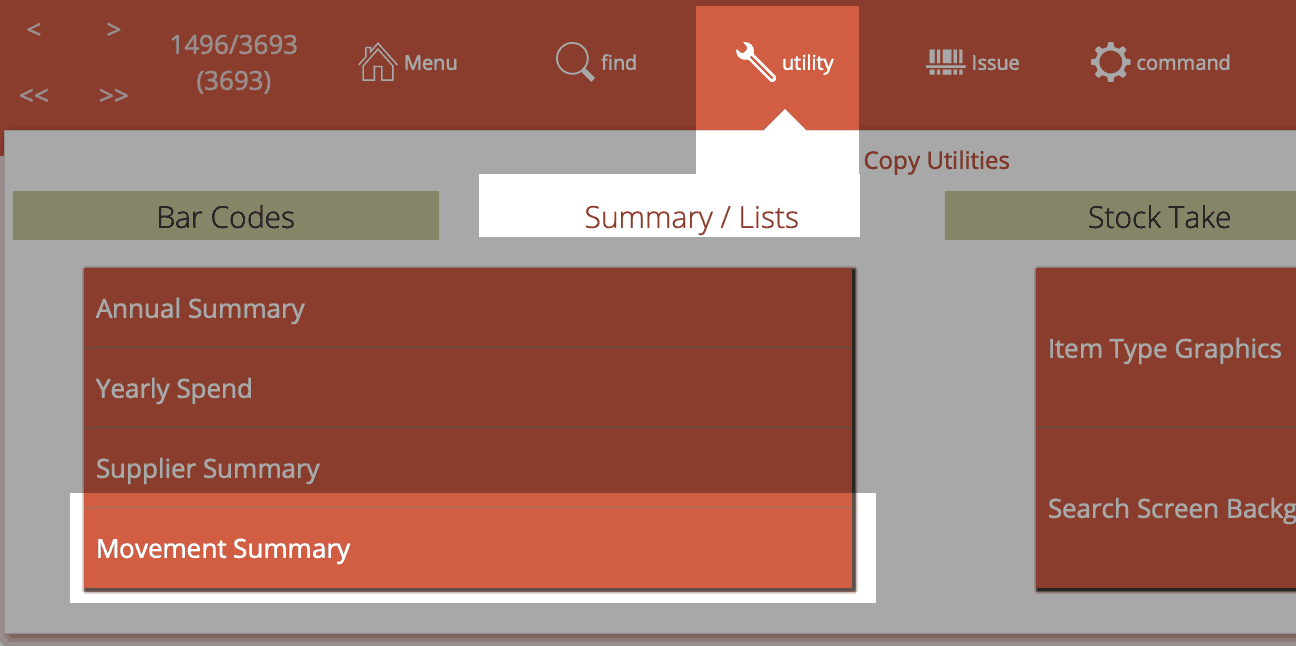 < >
1496/3693
(3693)
<< >>
Menu
find
utility
Issue
command
Copy Utilities
Bar Codes
Summary / Lists
Stock Take
Annual Summary
Yearly Spend
Supplier Summary
Movement Summary
Item Type Graphics
Search Screen Backg